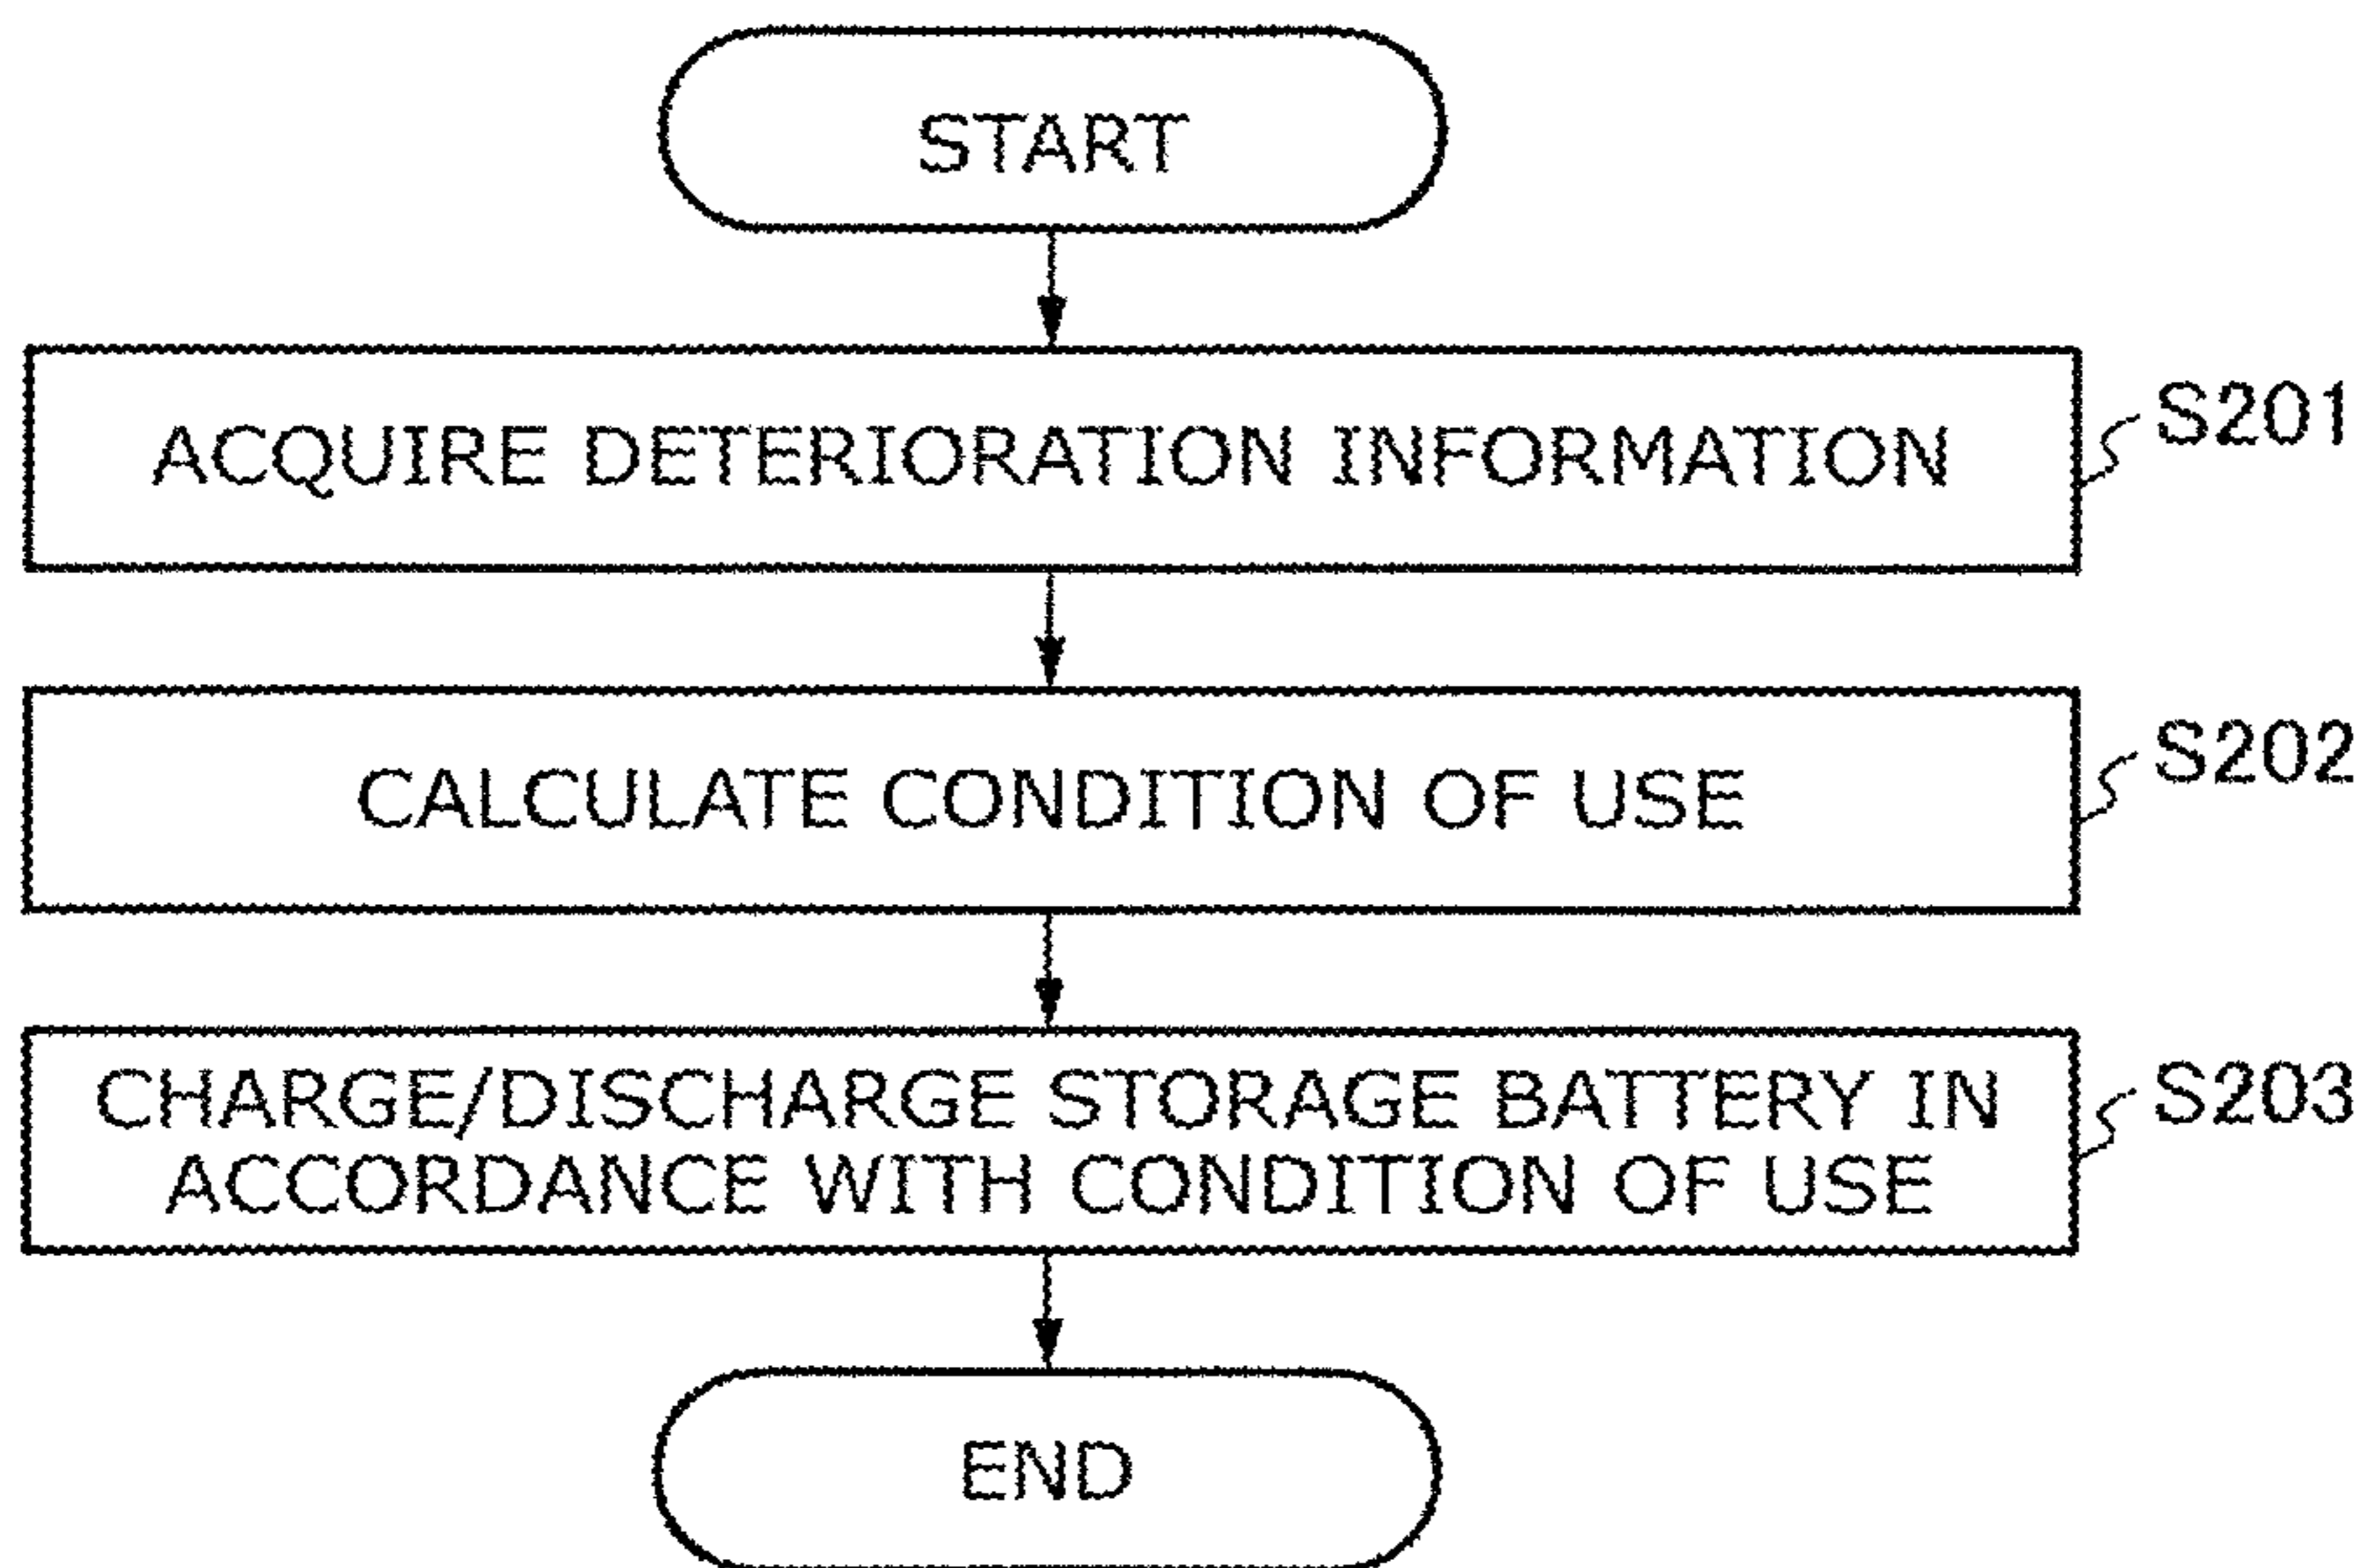 START
ACQUIRE DETERIORATION INFORMATION
S201
CALCULATE CONDITION OF USE
S202
CHARGE/DISCHARGE STORAGE BATTERY IN
ACCORDANCE WITH CONDITION OF USE
S203
END